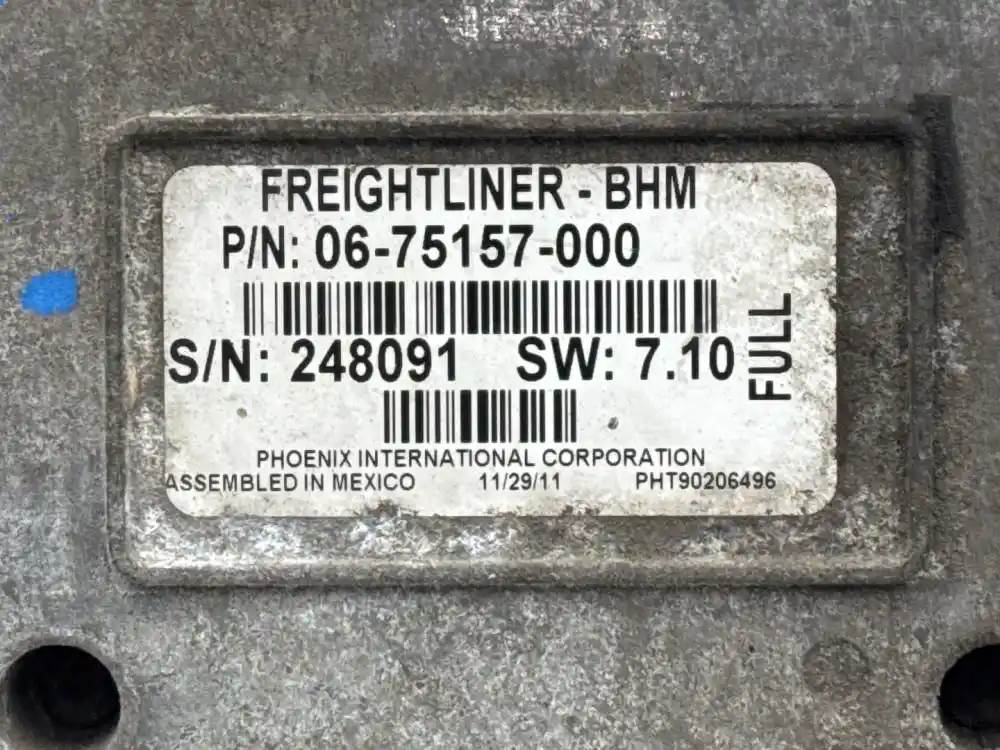 FREIGHTLINER - BHM
P/N: 06-75157-000
S/N: 248091 SW: 7.10
FULL
PHOENIX INTERNATIONAL CORPORATION
ASSEMBLED IN MEXICO 11/29/11 PHT90206496